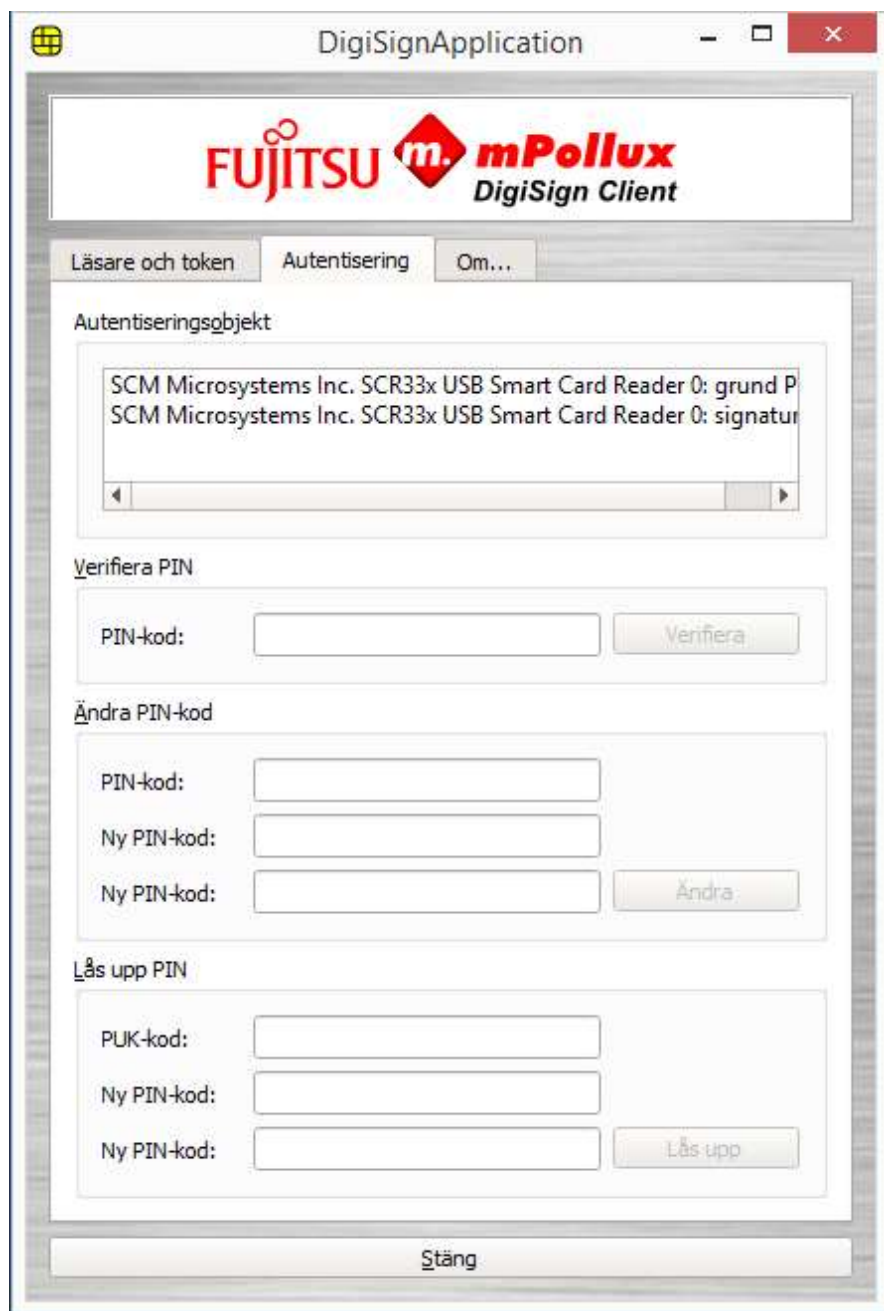 DigiSignApplication
FUJITSU m. mPollux
DigiSign Client
Läsare och token Autentisering Om...
Autentiseringsobjekt
SCM Microsystems Inc. SCR33x USB Smart Card Reader 0: grund P
SCM Microsystems Inc. SCR33x USB Smart Card Reader 0: signatur
Verifiera PIN
PIN-kod: Verifiera
Ändra PIN-kod
PIN-kod:
Ny PIN-kod:
Ny PIN-kod: Ändra
Lås upp PIN
PUK-kod:
Ny PIN-kod:
Ny PIN-kod: Lås upp
Stäng